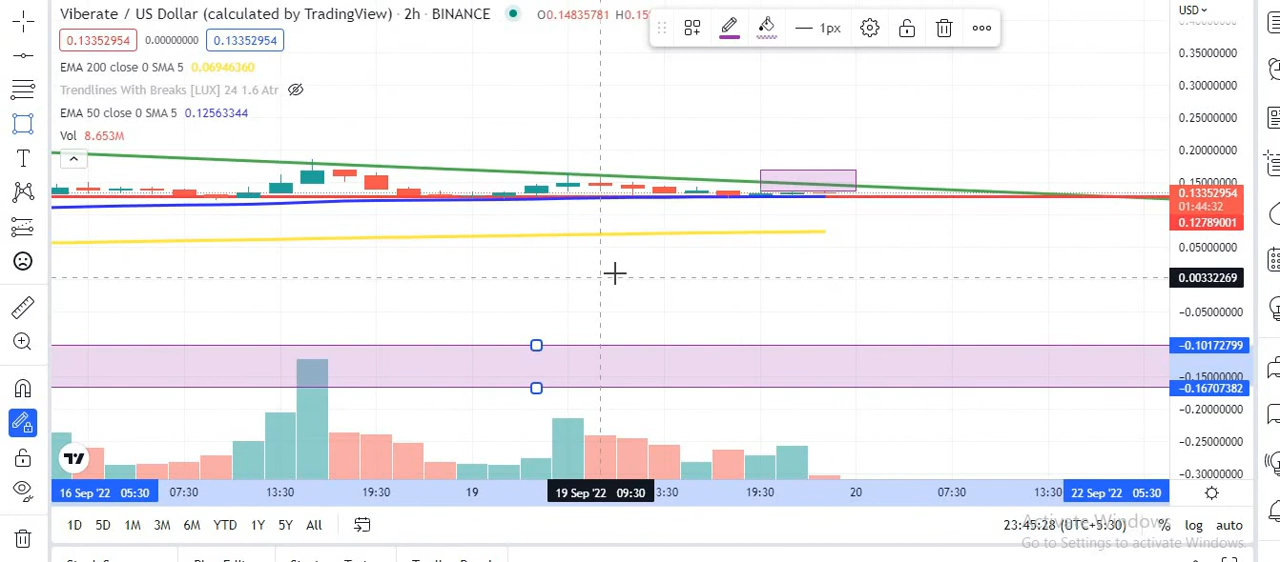 Viberate / US Dollar (calculated by TradingView) · 2h · BINANCE O0.14835781 H0.15
13352954 0.00000000 0.13352954
EMA 200 close 0 SMA 5 0.06946360
Trendlines With Breaks [LUX] 24 1.6 Atr
EMA 50 close 0 SMA 5 0.12563344
Vol 8.653M
1px
USD
0.35000000
0.30000000
0.25000000
0.20000000
0.15000000
0.13352954
01:44:32
0.12789001
0.05000000
0.00332269
−0.05000000
−0.10172799
−0.15000000
−0.16707382
−0.20000000
−0.25000000
−0.30000000
16 Sep '22 05:30 07:30 13:30 19:30 19 19 Sep '22 09:30 3:30 19:30 20 07:30 13:30 22 Sep '22 05:30
1D 5D 1M 3M 6M YTD 1Y 5Y All 23:45:28 (UTC+5:30) % log auto
Activate Windows
Go to Settings to activate Windows.